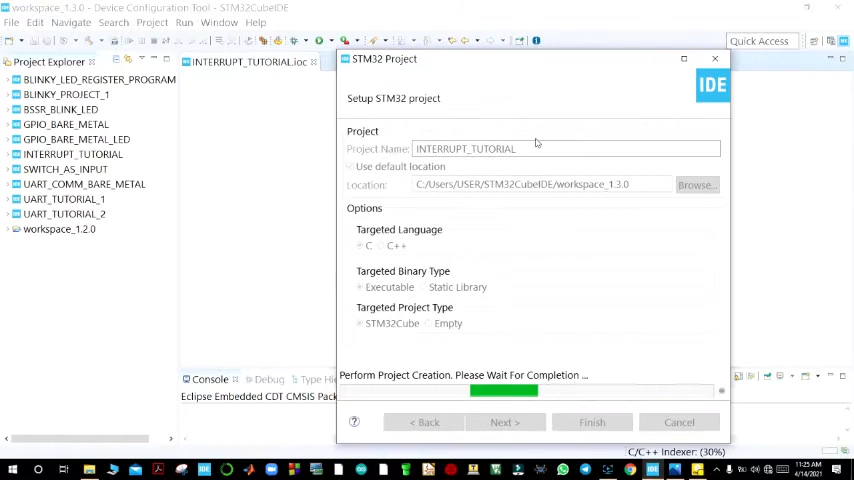 workspace_1.3.0 - Device Configuration Tool - STM32CubeIDE
File Edit Navigate Search Project Run Window Help
Quick Access
Project Explorer
INTERRUPT_TUTORIAL.ioc
BLINKY_LED_REGISTER_PROGRAM
BLINKY_PROJECT_1
BSSR_BLINK_LED
GPIO_BARE_METAL
GPIO_BARE_METAL_LED
INTERRUPT_TUTORIAL
SWITCH_AS_INPUT
UART_COMM_BARE_METAL
UART_TUTORIAL_1
UART_TUTORIAL_2
workspace_1.2.0
STM32 Project
IDE
Setup STM32 project
Project
Project Name: INTERRUPT_TUTORIAL
Use default location
Location: C:/Users/USER/STM32CubeIDE/workspace_1.3.0 Browse...
Options
Targeted Language
C C++
Targeted Binary Type
Executable Static Library
Targeted Project Type
STM32Cube Empty
Perform Project Creation. Please Wait For Completion ...
< Back Next > Finish Cancel
Console Debug Type Hi
Eclipse Embedded CDT CMSIS Pack
C/C++ Indexer: (30%)
11:25 AM
4/14/2021